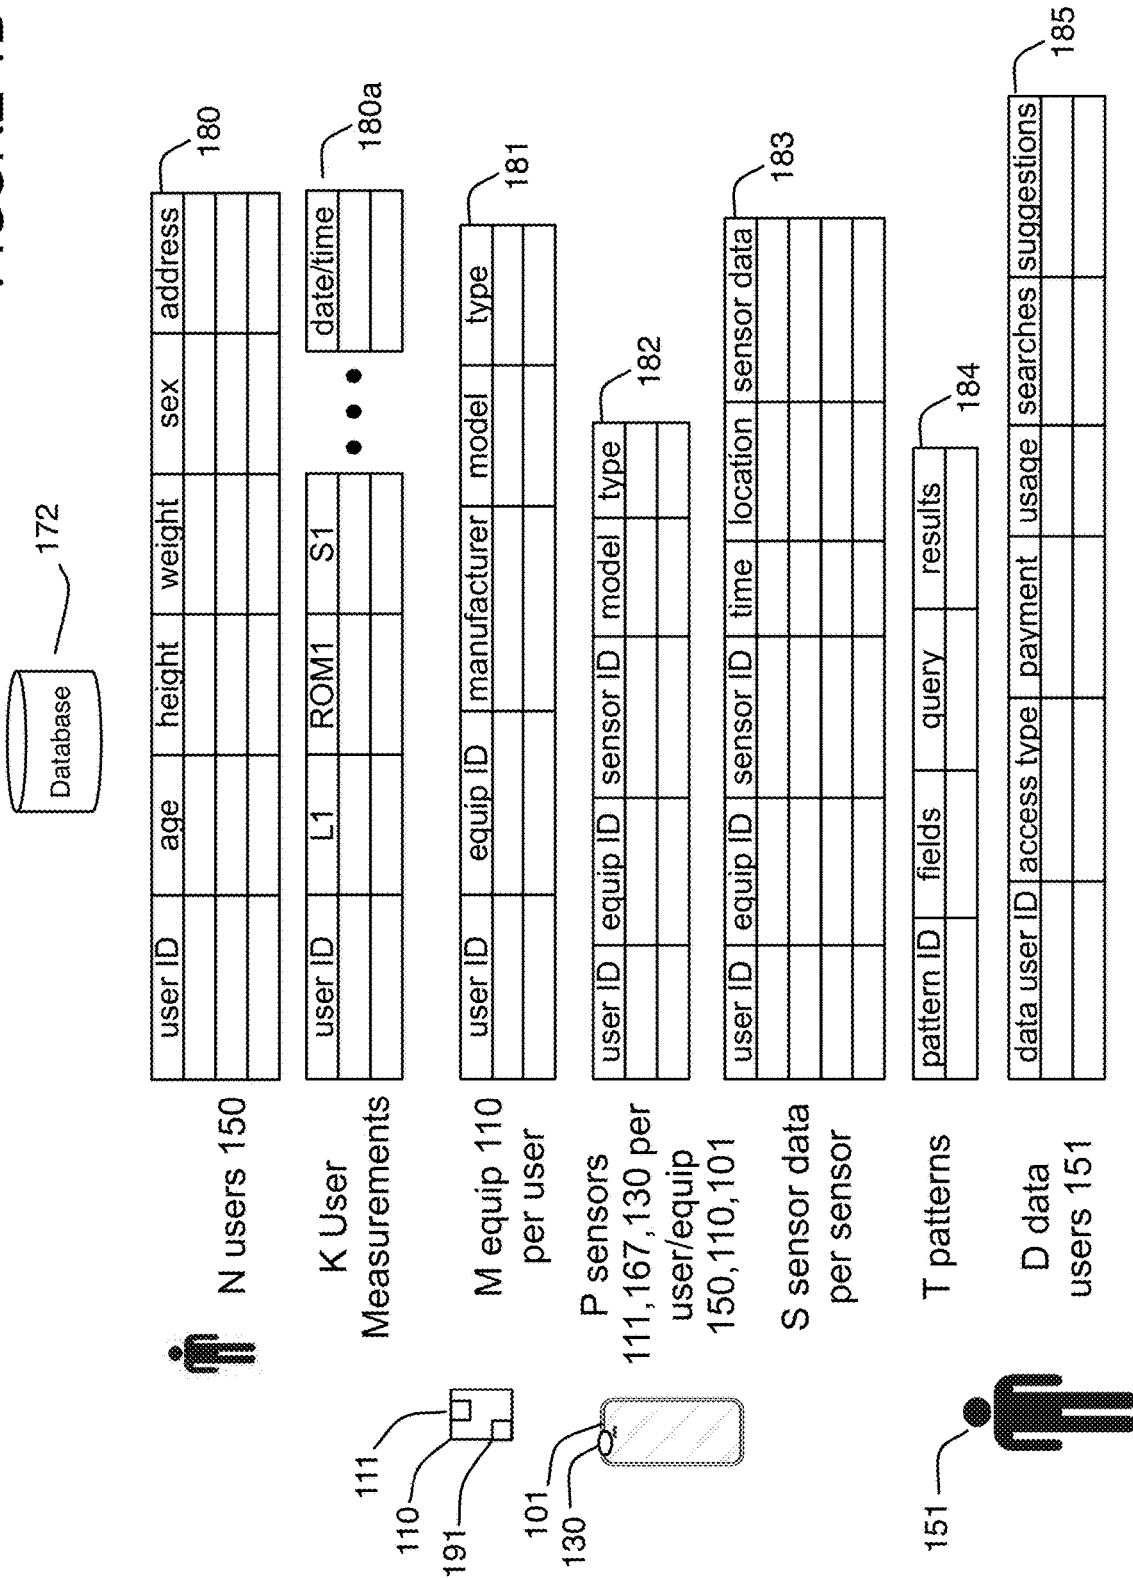 172
Database
180
user ID age height weight sex address
N users 150
180a
user ID L1 ROM1 S1 date/time
K User
Measurements
111
110
191
181
user ID equip ID manufacturer model type
M equip 110
per user
101
130
182
user ID equip ID sensor ID model type
P sensors
111,167,130 per
user/equip
150,110,101
183
user ID equip ID sensor ID time location sensor data
S sensor data
per sensor
184
pattern ID fields query results
T patterns
151
185
data user ID access type payment usage searches suggestions
D data
users 151